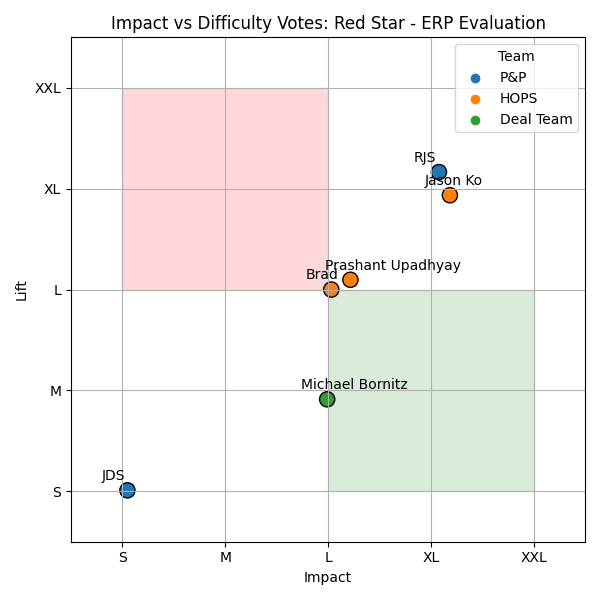 Impact vs Difficulty Votes: Red Star - ERP Evaluation
Team
P&P
HOPS
Deal Team
XXL
XL
L
M
S
Lift
RJS
Jason Ko
Prashant Upadhyay
Brad
Michael Bornitz
JDS
S
M
L
XL
XXL
Impact